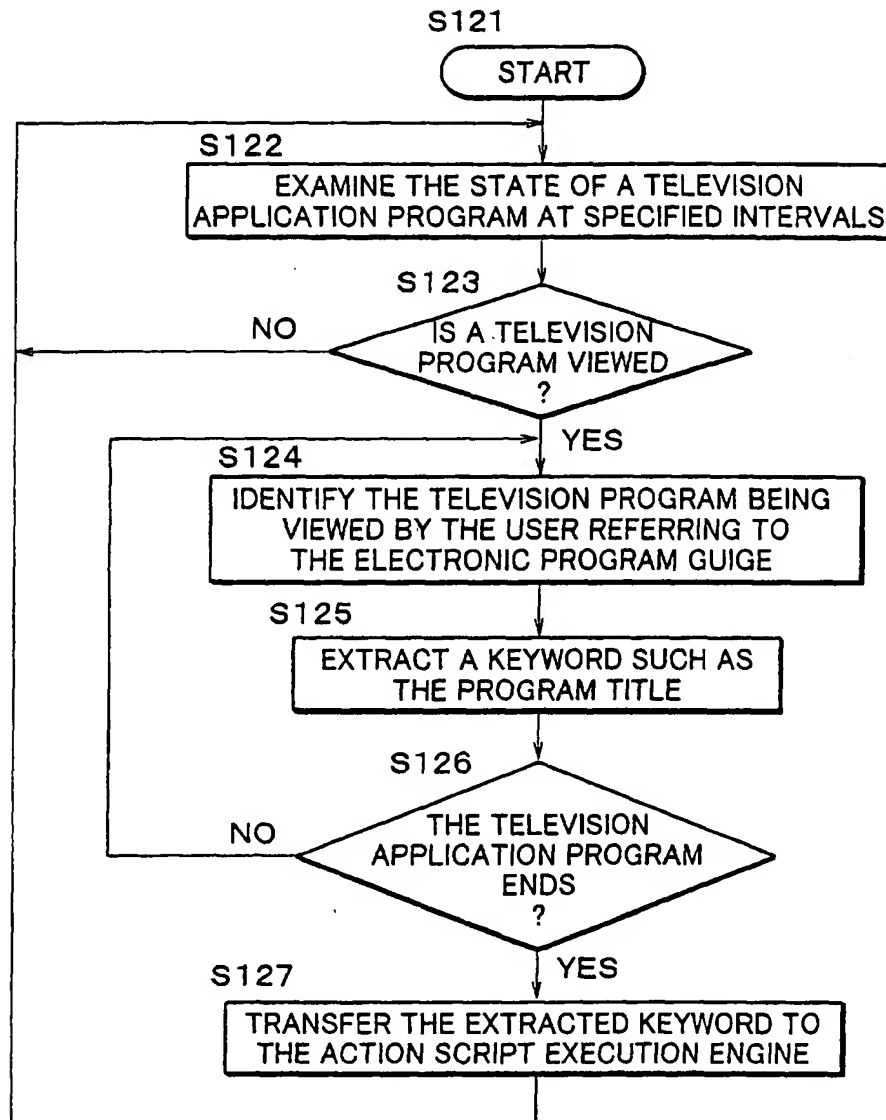 S121
START
S122
EXAMINE THE STATE OF A TELEVISION
APPLICATION PROGRAM AT SPECIFIED INTERVALS
S123
NO
IS A TELEVISION
PROGRAM VIEWED
?
YES
S124
IDENTIFY THE TELEVISION PROGRAM BEING
VIEWED BY THE USER REFERRING TO
THE ELECTRONIC PROGRAM GUIGE
S125
EXTRACT A KEYWORD SUCH AS
THE PROGRAM TITLE
S126
NO
THE TELEVISION
APPLICATION PROGRAM
ENDS
?
YES
S127
TRANSFER THE EXTRACTED KEYWORD TO
THE ACTION SCRIPT EXECUTION ENGINE